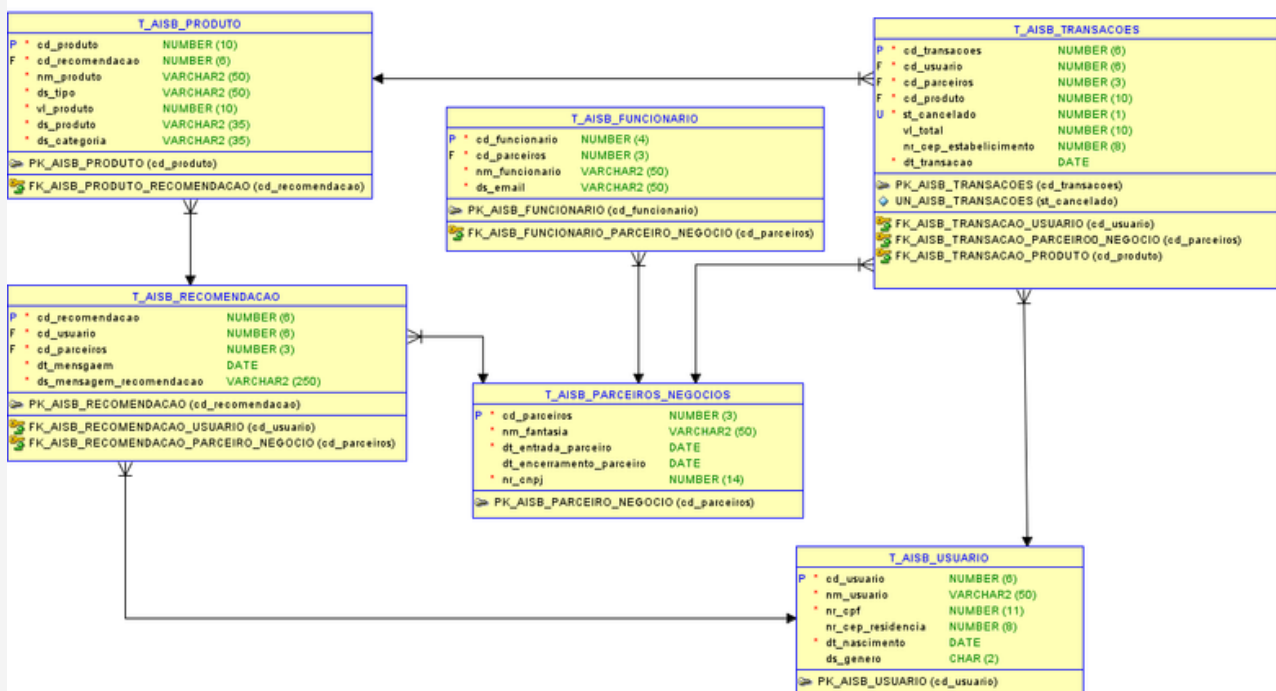 T_AISB_PRODUTO
P * cd_produto NUMBER (10)
F * cd_recomendacao NUMBER (6)
* nm_produto VARCHAR2 (50)
* ds_tipo VARCHAR2 (50)
* vl_produto NUMBER (10)
* ds_produto VARCHAR2 (35)
* ds_categoria VARCHAR2 (35)
PK_AISB_PRODUTO (cd_produto)
FK_AISB_PRODUTO_RECOMENDACAO (cd_recomendacao)
T_AISB_FUNCIONARIO
P * cd_funcionario NUMBER (4)
F * cd_parceiros NUMBER (3)
* nm_funcionario VARCHAR2 (50)
* ds_email VARCHAR2 (50)
PK_AISB_FUNCIONARIO (cd_funcionario)
FK_AISB_FUNCIONARIO_PARCEIRO_NEGOCIO (cd_parceiros)
T_AISB_TRANSACOES
P * cd_transacoes NUMBER (6)
F * cd_usuario NUMBER (6)
F * cd_parceiros NUMBER (3)
F * cd_produto NUMBER (10)
U * st_cancelado NUMBER (1)
vl_total NUMBER (10)
nr_cep_estabelicimento NUMBER (8)
* dt_transacao DATE
PK_AISB_TRANSACOES (cd_transacoes)
UN_AISB_TRANSACOES (st_cancelado)
FK_AISB_TRANSACAO_USUARIO (cd_usuario)
FK_AISB_TRANSACAO_PARCEIROO_NEGOCIO (cd_parceiros)
FK_AISB_TRANSACAO_PRODUTO (cd_produto)
T_AISB_RECOMENDACAO
P * cd_recomendacao NUMBER (6)
F * cd_usuario NUMBER (6)
F * cd_parceiros NUMBER (3)
* dt_mensgaem DATE
* ds_mensagem_recomendacao VARCHAR2 (250)
PK_AISB_RECOMENDACAO (cd_recomendacao)
FK_AISB_RECOMENDACAO_USUARIO (cd_usuario)
FK_AISB_RECOMENDACAO_PARCEIRO_NEGOCIO (cd_parceiros)
T_AISB_PARCEIROS_NEGOCIOS
P * cd_parceiros NUMBER (3)
* nm_fantasia VARCHAR2 (50)
* dt_entrada_parceiro DATE
dt_encerramento_parceiro DATE
* nr_cnpj NUMBER (14)
PK_AISB_PARCEIRO_NEGOCIO (cd_parceiros)
T_AISB_USUARIO
P * cd_usuario NUMBER (6)
* nm_usuario VARCHAR2 (50)
* nr_cpf NUMBER (11)
nr_cep_residencia NUMBER (8)
* dt_nascimento DATE
ds_genero CHAR (2)
PK_AISB_USUARIO (cd_usuario)